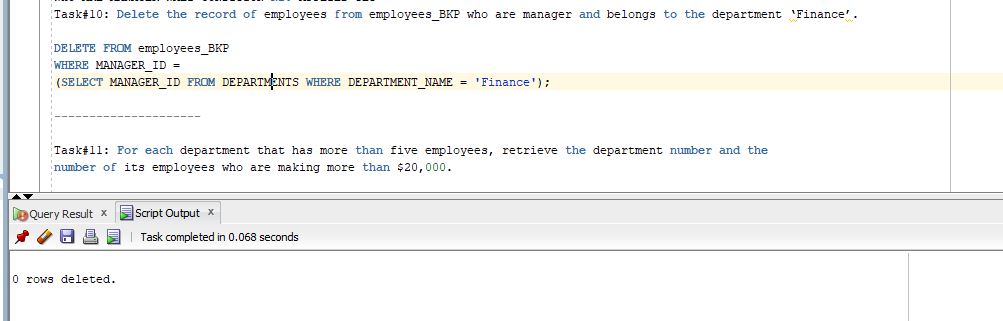 Task#10: Delete the record of employees from employees_BKP who are manager and belongs to the department ‘Finance’.
DELETE FROM employees_BKP
WHERE MANAGER_ID =
(SELECT MANAGER_ID FROM DEPARTMENTS WHERE DEPARTMENT_NAME = 'Finance');
---------------------
Task#11: For each department that has more than five employees, retrieve the department number and the
number of its employees who are making more than $20,000.
Query Result x Script Output x
Task completed in 0.068 seconds
0 rows deleted.